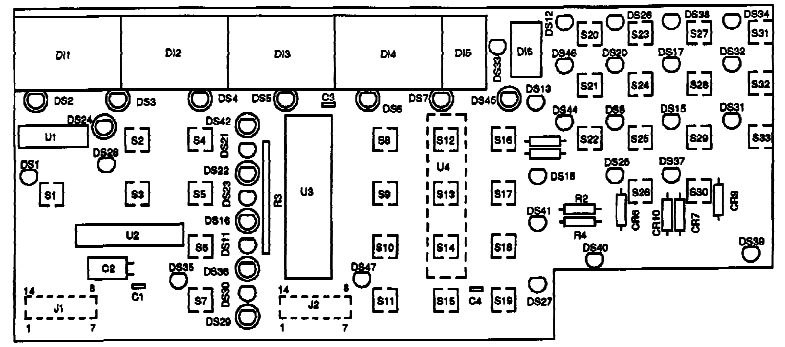 DS12 DS26 DS38 DS34
DI1 DI2 DI3 DI4 DI5 DI6
S20 S23 S27 S31
DS33
DS46 DS20 DS17 DS32
S21 S24 S28 S32
DS2 DS3 DS4 DS5 C3 DS6 DS7 DS45 DS13
DS24 DS42 DS44 DS15 DS31
U1 S2 S4 DS21 S8 S12 S16 S22 S25 S29 S33
DS1 DS28 DS22 U3 U4 DS18 DS25 DS37
S1 S3 S5 DS23 R3 S9 S13 S17 S30
R2 CR10 CR7 CR9
DS16 DS41
R4
U2 S6 DS11 S10 S14 S18
DS40 DS39
C2 DS35 DS36 DS47
14 8 C1 DS30 14 8 C4 DS27
J1 S7 J2 S11 S15 S19
1 7 DS29 1 7